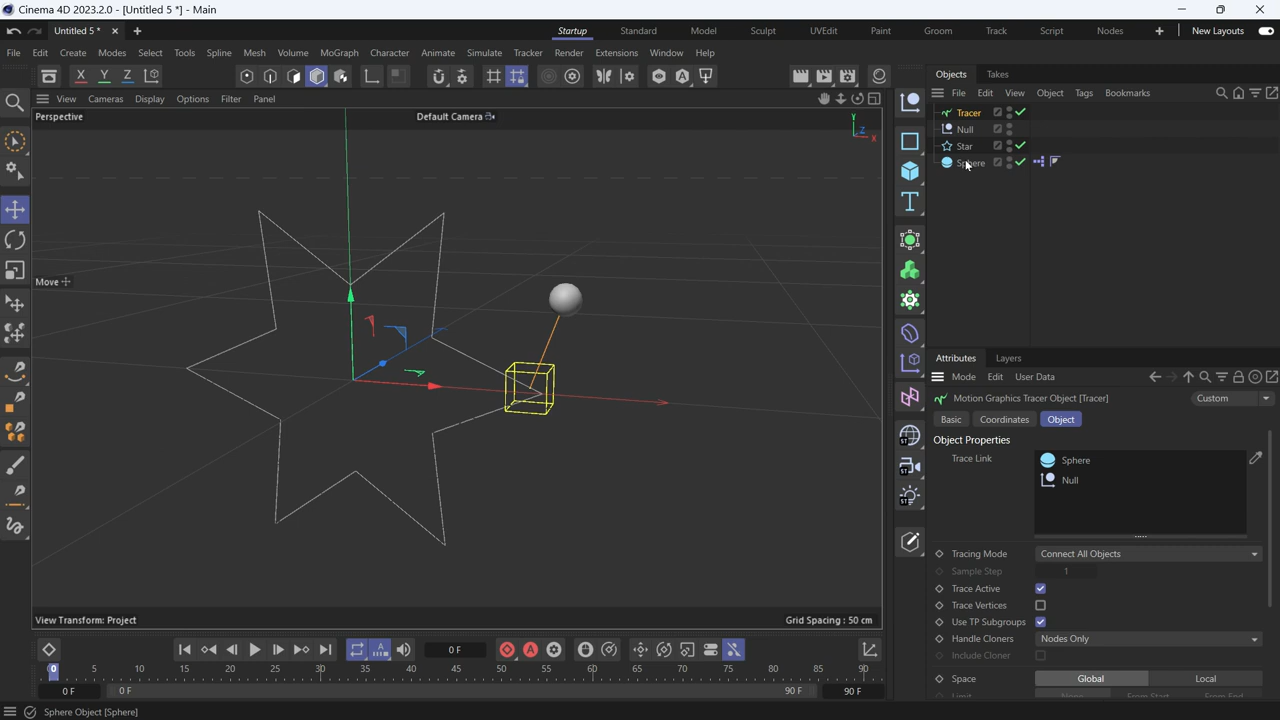 Cinema 4D 2023.2.0 - [Untitled 5 *] - Main
Untitled 5 *
Startup Standard Model Sculpt UVEdit Paint Groom Track Script Nodes New Layouts
File Edit Create Modes Select Tools Spline Mesh Volume MoGraph Character Animate Simulate Tracker Render Extensions Window Help
X Y Z
Objects Takes
View Cameras Display Options Filter Panel
File Edit View Object Tags Bookmarks
Perspective
Default Camera
Y
Z
X
Tracer
Null
Star
Sphere
Move
Attributes Layers
Mode Edit User Data
Motion Graphics Tracer Object [Tracer]
Custom
Basic Coordinates Object
Object Properties
Trace Link
Sphere
Null
Tracing Mode Connect All Objects
Sample Step 1
Trace Active
Trace Vertices
Use TP Subgroups
Handle Cloners Nodes Only
Include Cloner
Space Global Local
Limit None From Start From End
View Transform: Project
Grid Spacing : 50 cm
0 F
0 5 10 15 20 25 30 35 40 45 50 55 60 65 70 75 80 85 90
0 F 0 F 90 F 90 F
Sphere Object [Sphere]